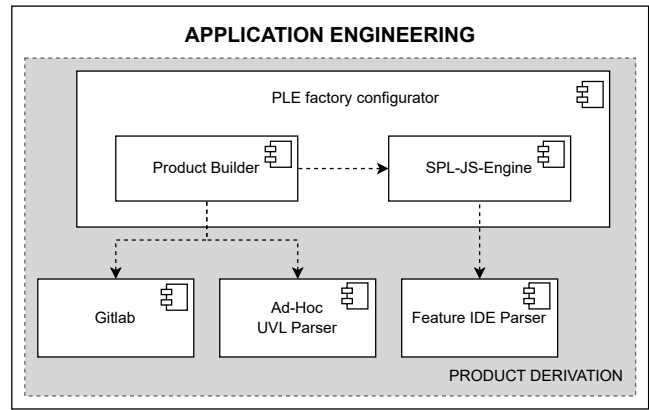 APPLICATION ENGINEERING
PLE factory configurator
Product Builder
SPL-JS-Engine
Gitlab
Ad-Hoc
UVL Parser
Feature IDE Parser
PRODUCT DERIVATION